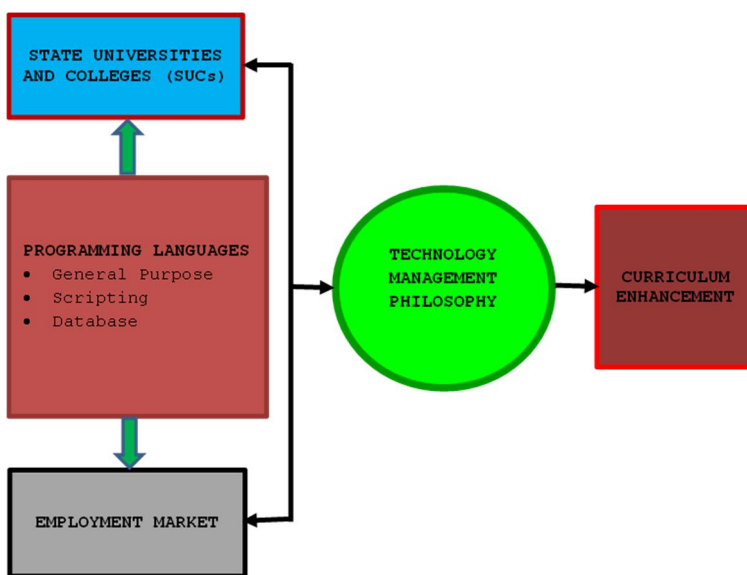 STATE UNIVERSITIES
AND COLLEGES (SUCs)
PROGRAMMING LANGUAGES
• General Purpose
• Scripting
• Database
EMPLOYMENT MARKET
TECHNOLOGY
MANAGEMENT
PHILOSOPHY
CURRICULUM
ENHANCEMENT